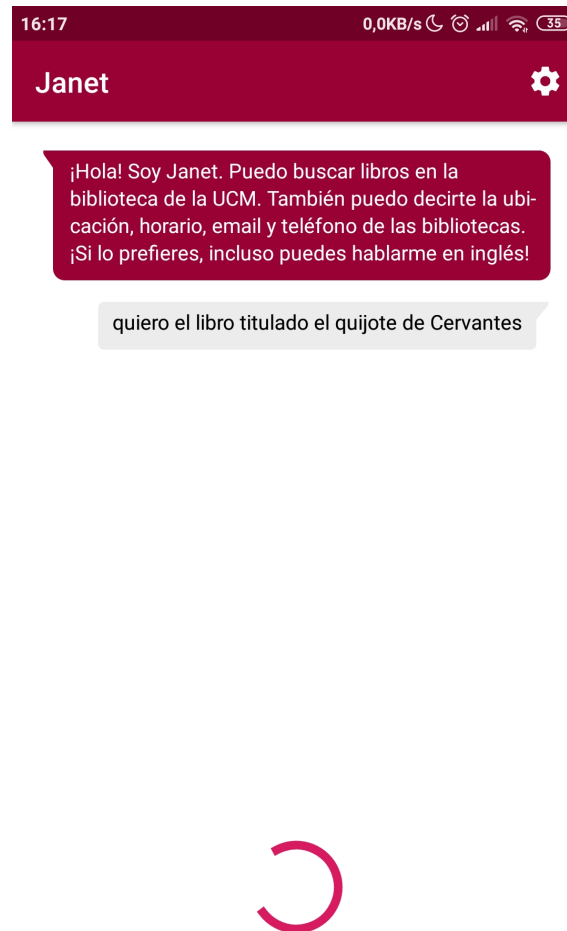 16:17 0,0KB/s 35
Janet
¡Hola! Soy Janet. Puedo buscar libros en la
biblioteca de la UCM. También puedo decirte la ubi-
cación, horario, email y teléfono de las bibliotecas.
¡Si lo prefieres, incluso puedes hablarme en inglés!
quiero el libro titulado el quijote de Cervantes